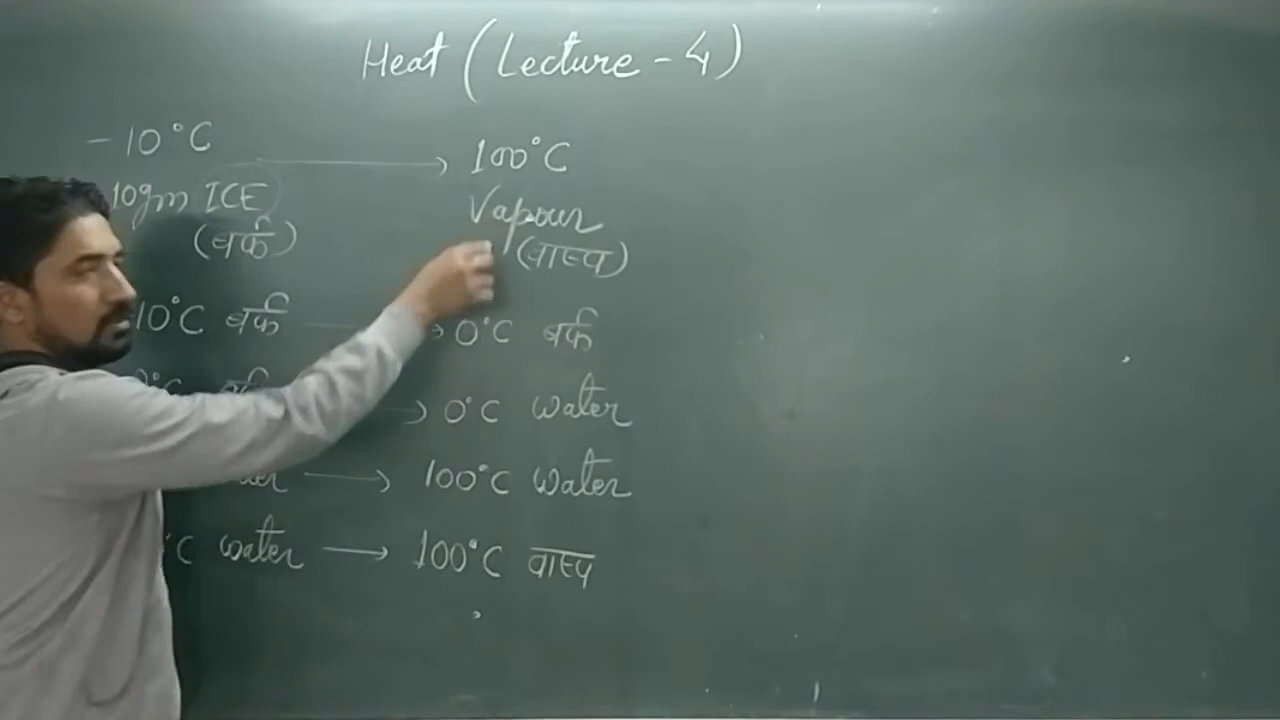 Heat (Lecture - 4)
-10°C → 100°C
10gm ICE Vapour
(बर्फ) (वाष्प)
10°C बर्फ → 0°C बर्फ
बर्फ → 0°C water
→ 100°C water
°C water → 100°C वाष्प